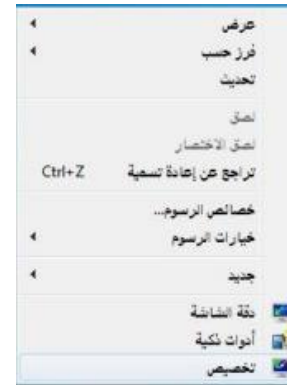 عرض
فرز حسب
تحديث
لصق
لصق الاختصار
تراجع عن إعادة تسمية Ctrl+Z
خصائص الرسوم...
خيارات الرسوم
جديد
دقة الشاشة
أدوات ذكية
تخصيص